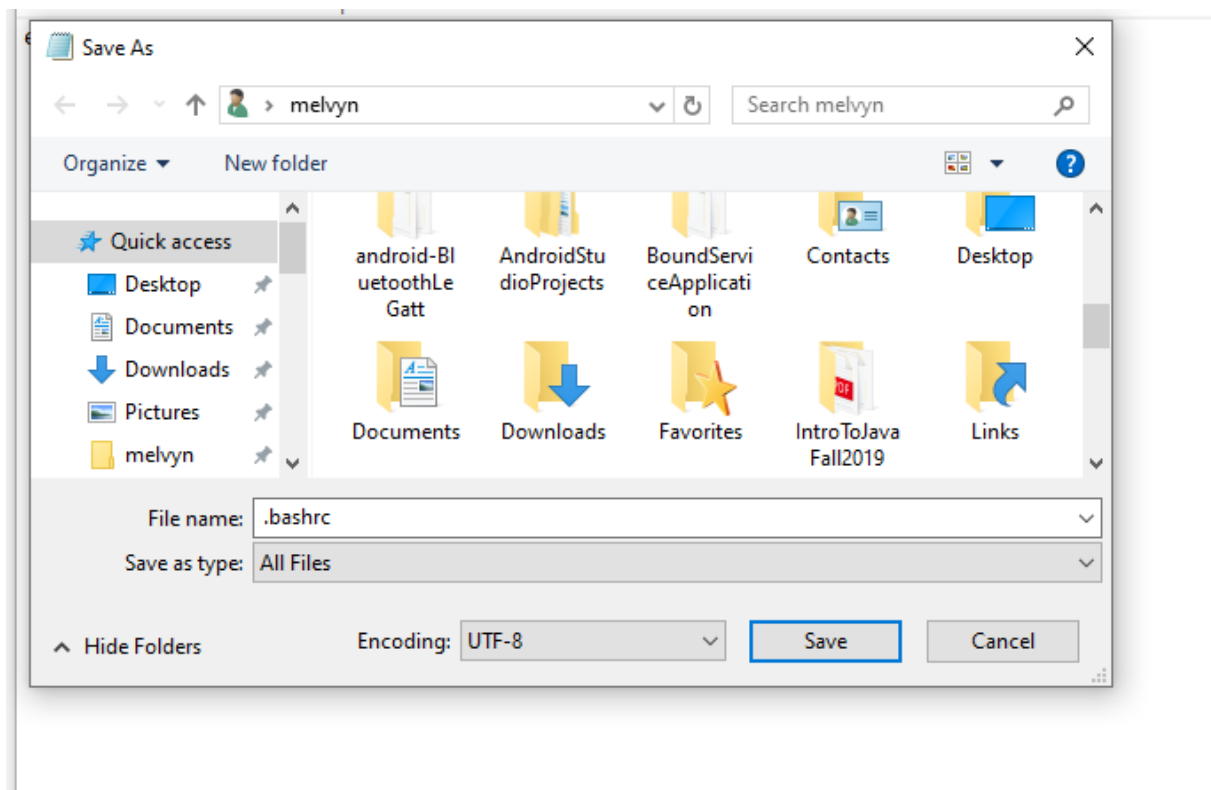 Save As
melvyn
Search melvyn
Organize
New folder
Quick access
Desktop
Documents
Downloads
Pictures
melvyn
android-Bl
uetoothLe
Gatt
AndroidStu
dioProjects
BoundServi
ceApplicati
on
Contacts
Desktop
Documents
Downloads
Favorites
IntroToJava
Fall2019
Links
File name: .bashrc
Save as type: All Files
Hide Folders
Encoding: UTF-8
Save
Cancel